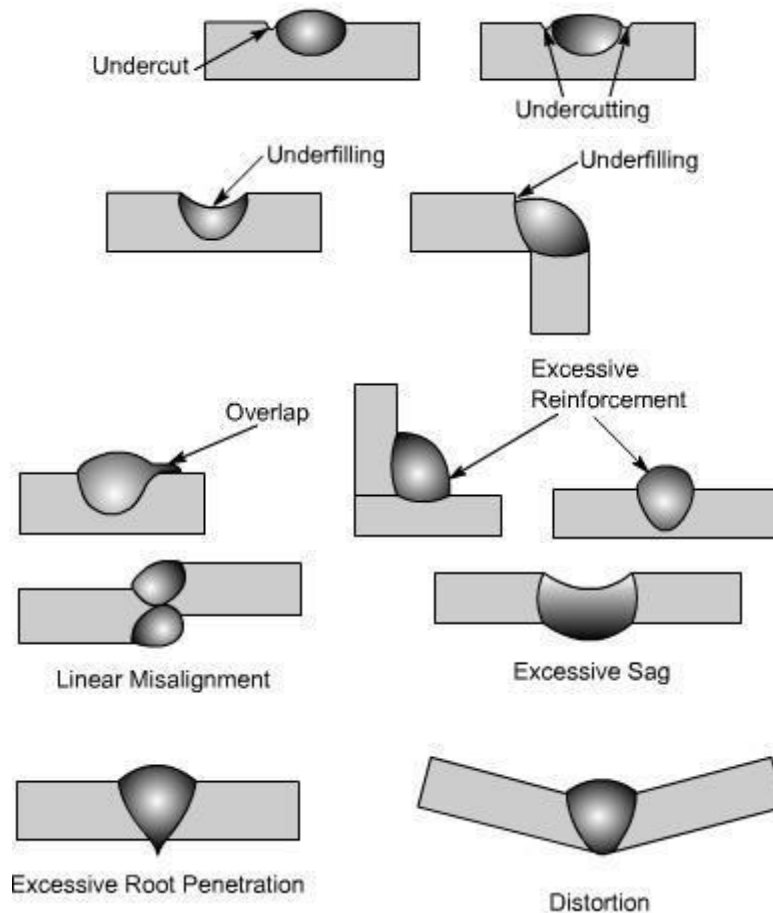 Undercut
Undercutting
Underfilling
Underfilling
Overlap
Excessive
Reinforcement
Linear Misalignment
Excessive Sag
Excessive Root Penetration
Distortion